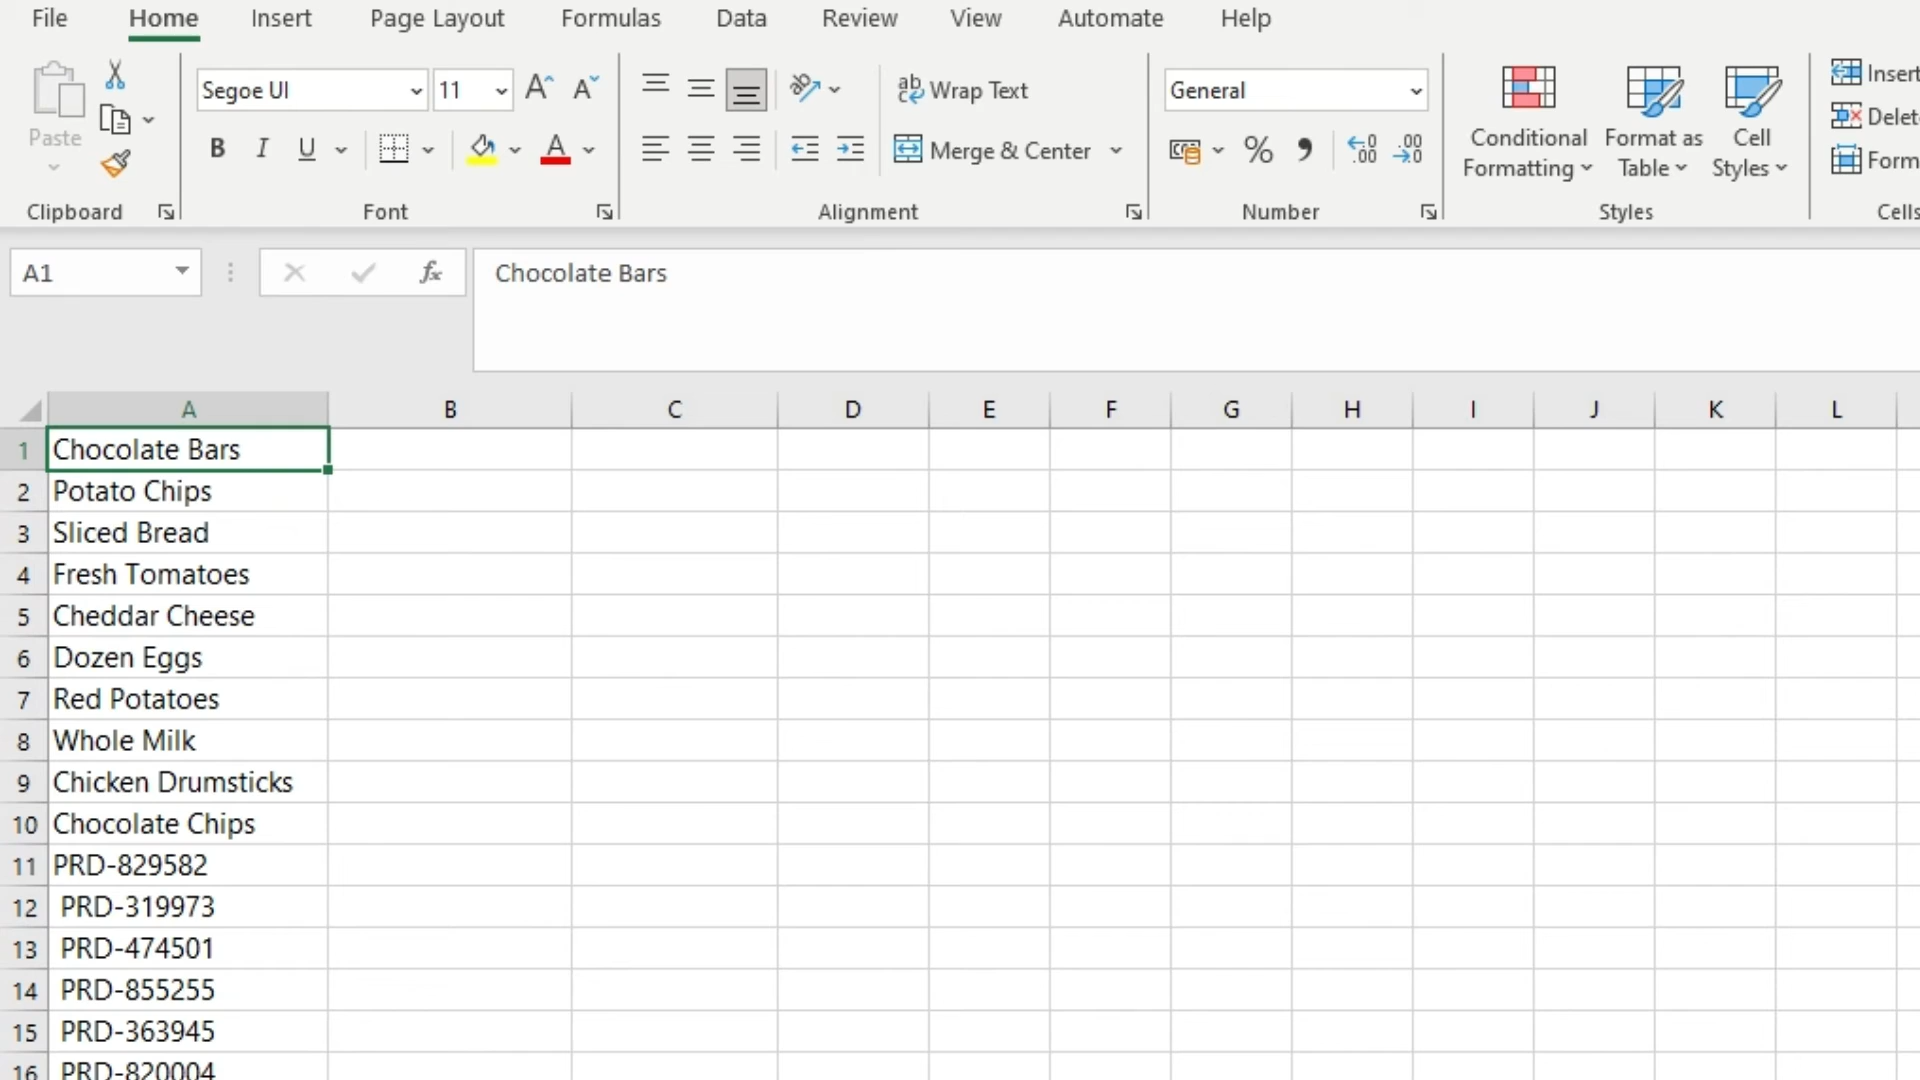 File Home Insert Page Layout Formulas Data Review View Automate Help
Segoe UI 11 Wrap Text General Insert
Paste Conditional Format as Cell Delet
B I U A Merge & Center % Formatting Table Styles Form
Clipboard Font Alignment Number Styles Cells
A1 fx Chocolate Bars
A B C D E F G H I J K L
1 Chocolate Bars
2 Potato Chips
3 Sliced Bread
4 Fresh Tomatoes
5 Cheddar Cheese
6 Dozen Eggs
7 Red Potatoes
8 Whole Milk
9 Chicken Drumsticks
10 Chocolate Chips
11 PRD-829582
12 PRD-319973
13 PRD-474501
14 PRD-855255
15 PRD-363945
16 PRD-820004